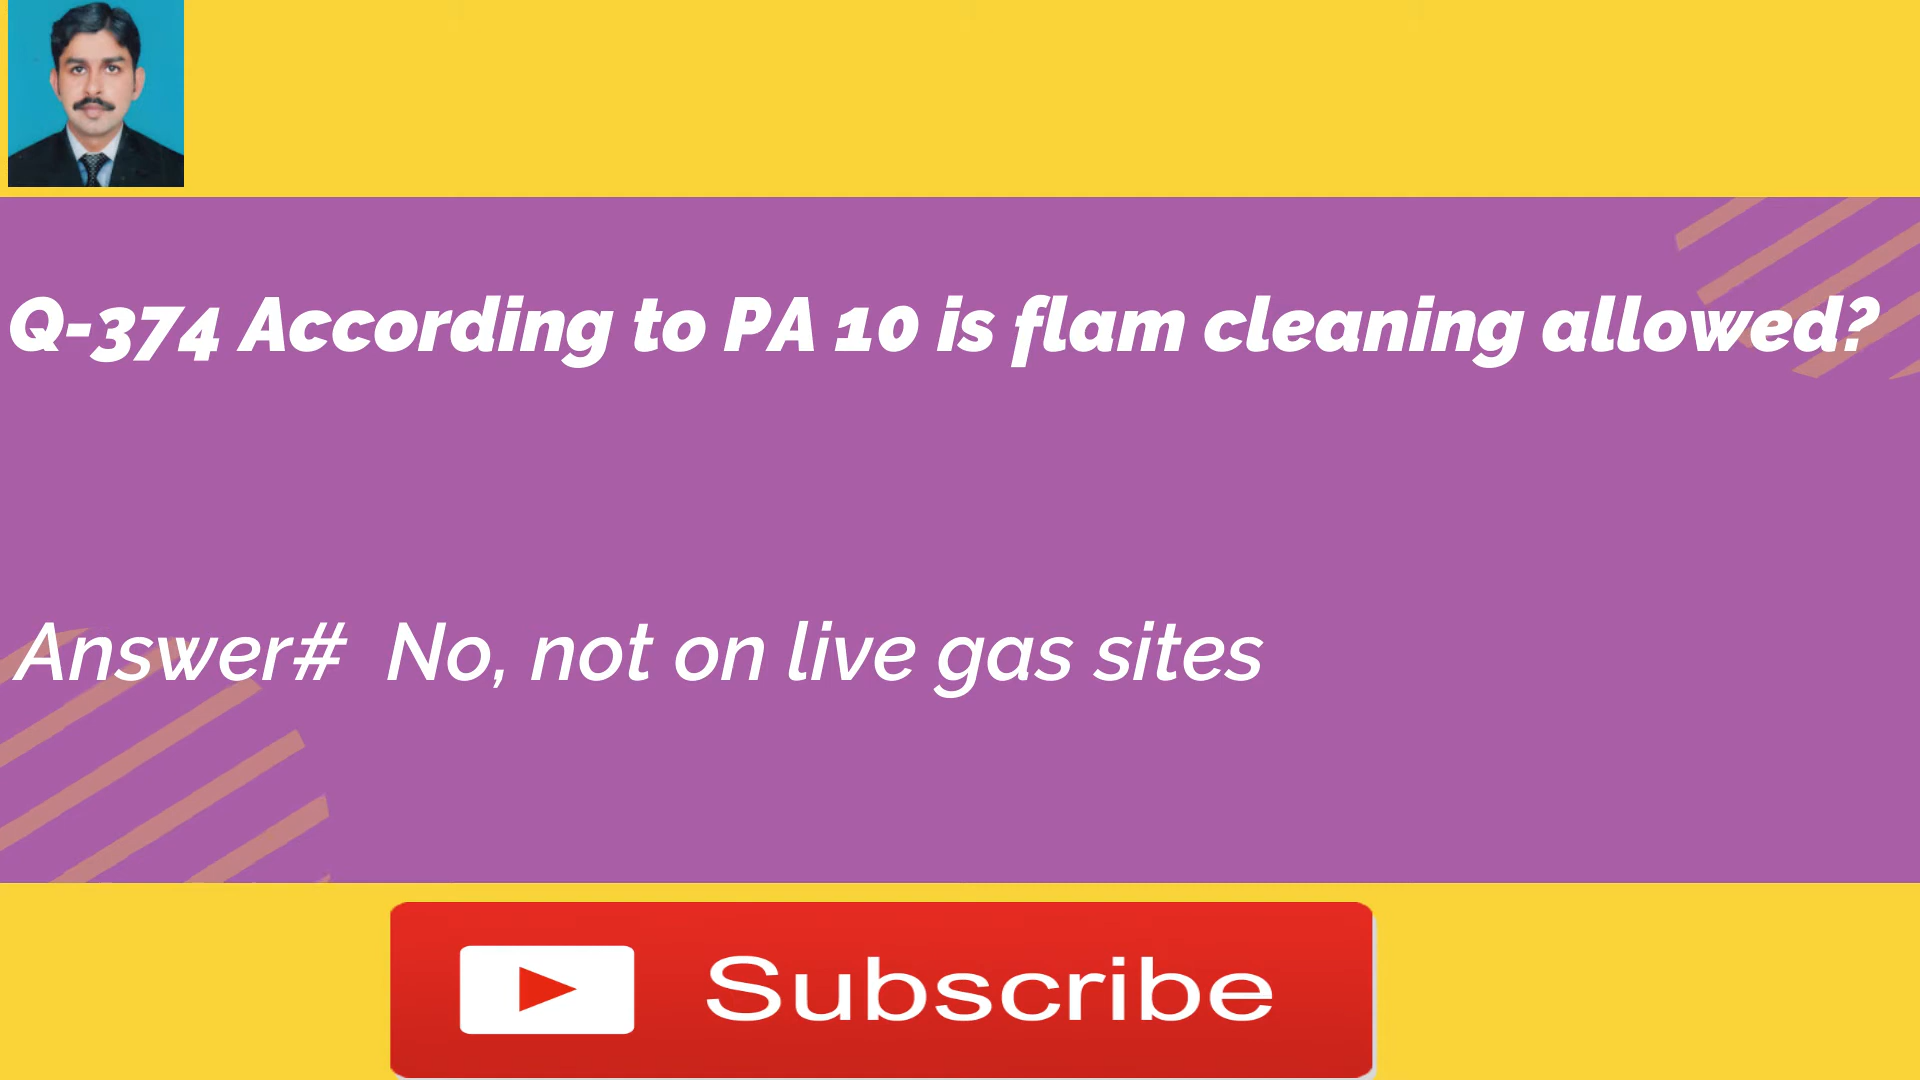 Q-374 According to PA 10 is flam cleaning allowed?
Answer# No, not on live gas sites
Subscribe